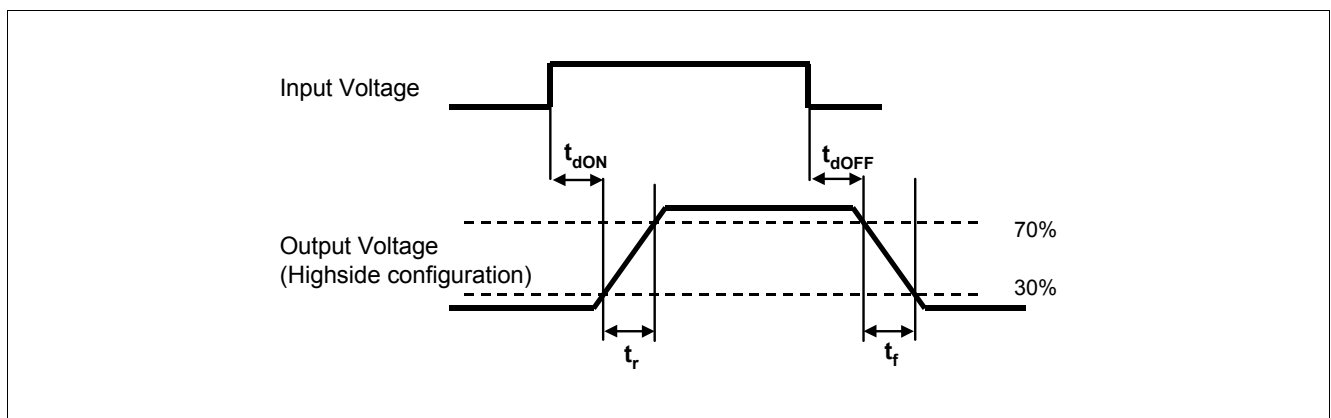 Input Voltage
tdON
tdOFF
70%
Output Voltage
(Highside configuration)
30%
tr
tf